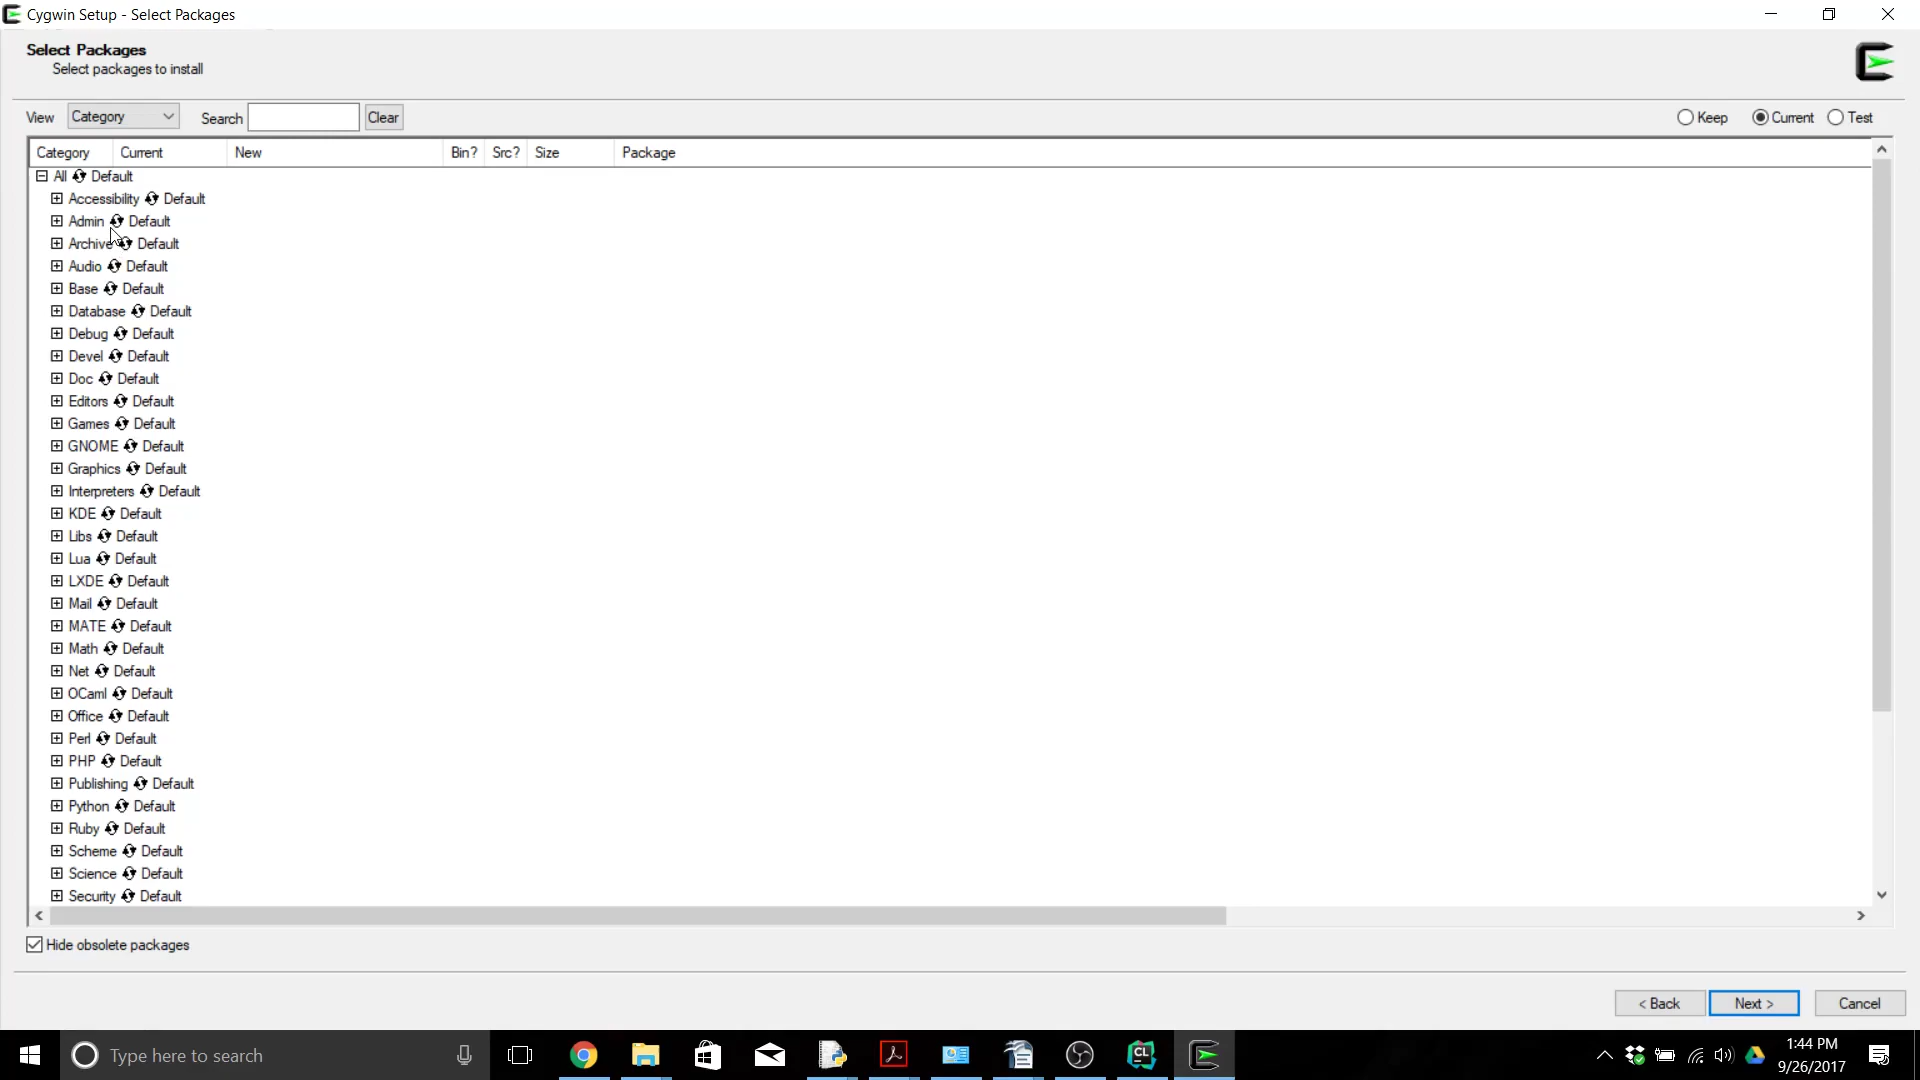 Cygwin Setup - Select Packages
Select Packages
Select packages to install
View Category Search Clear Keep Current Test
Category Current New Bin? Src? Size Package
All Default
Accessibility Default
Admin Default
Archive Default
Audio Default
Base Default
Database Default
Debug Default
Devel Default
Doc Default
Editors Default
Games Default
GNOME Default
Graphics Default
Interpreters Default
KDE Default
Libs Default
Lua Default
LXDE Default
Mail Default
MATE Default
Math Default
Net Default
OCaml Default
Office Default
Perl Default
PHP Default
Publishing Default
Python Default
Ruby Default
Scheme Default
Science Default
Security Default
Hide obsolete packages
< Back Next > Cancel
Type here to search
CL
1:44 PM
9/26/2017